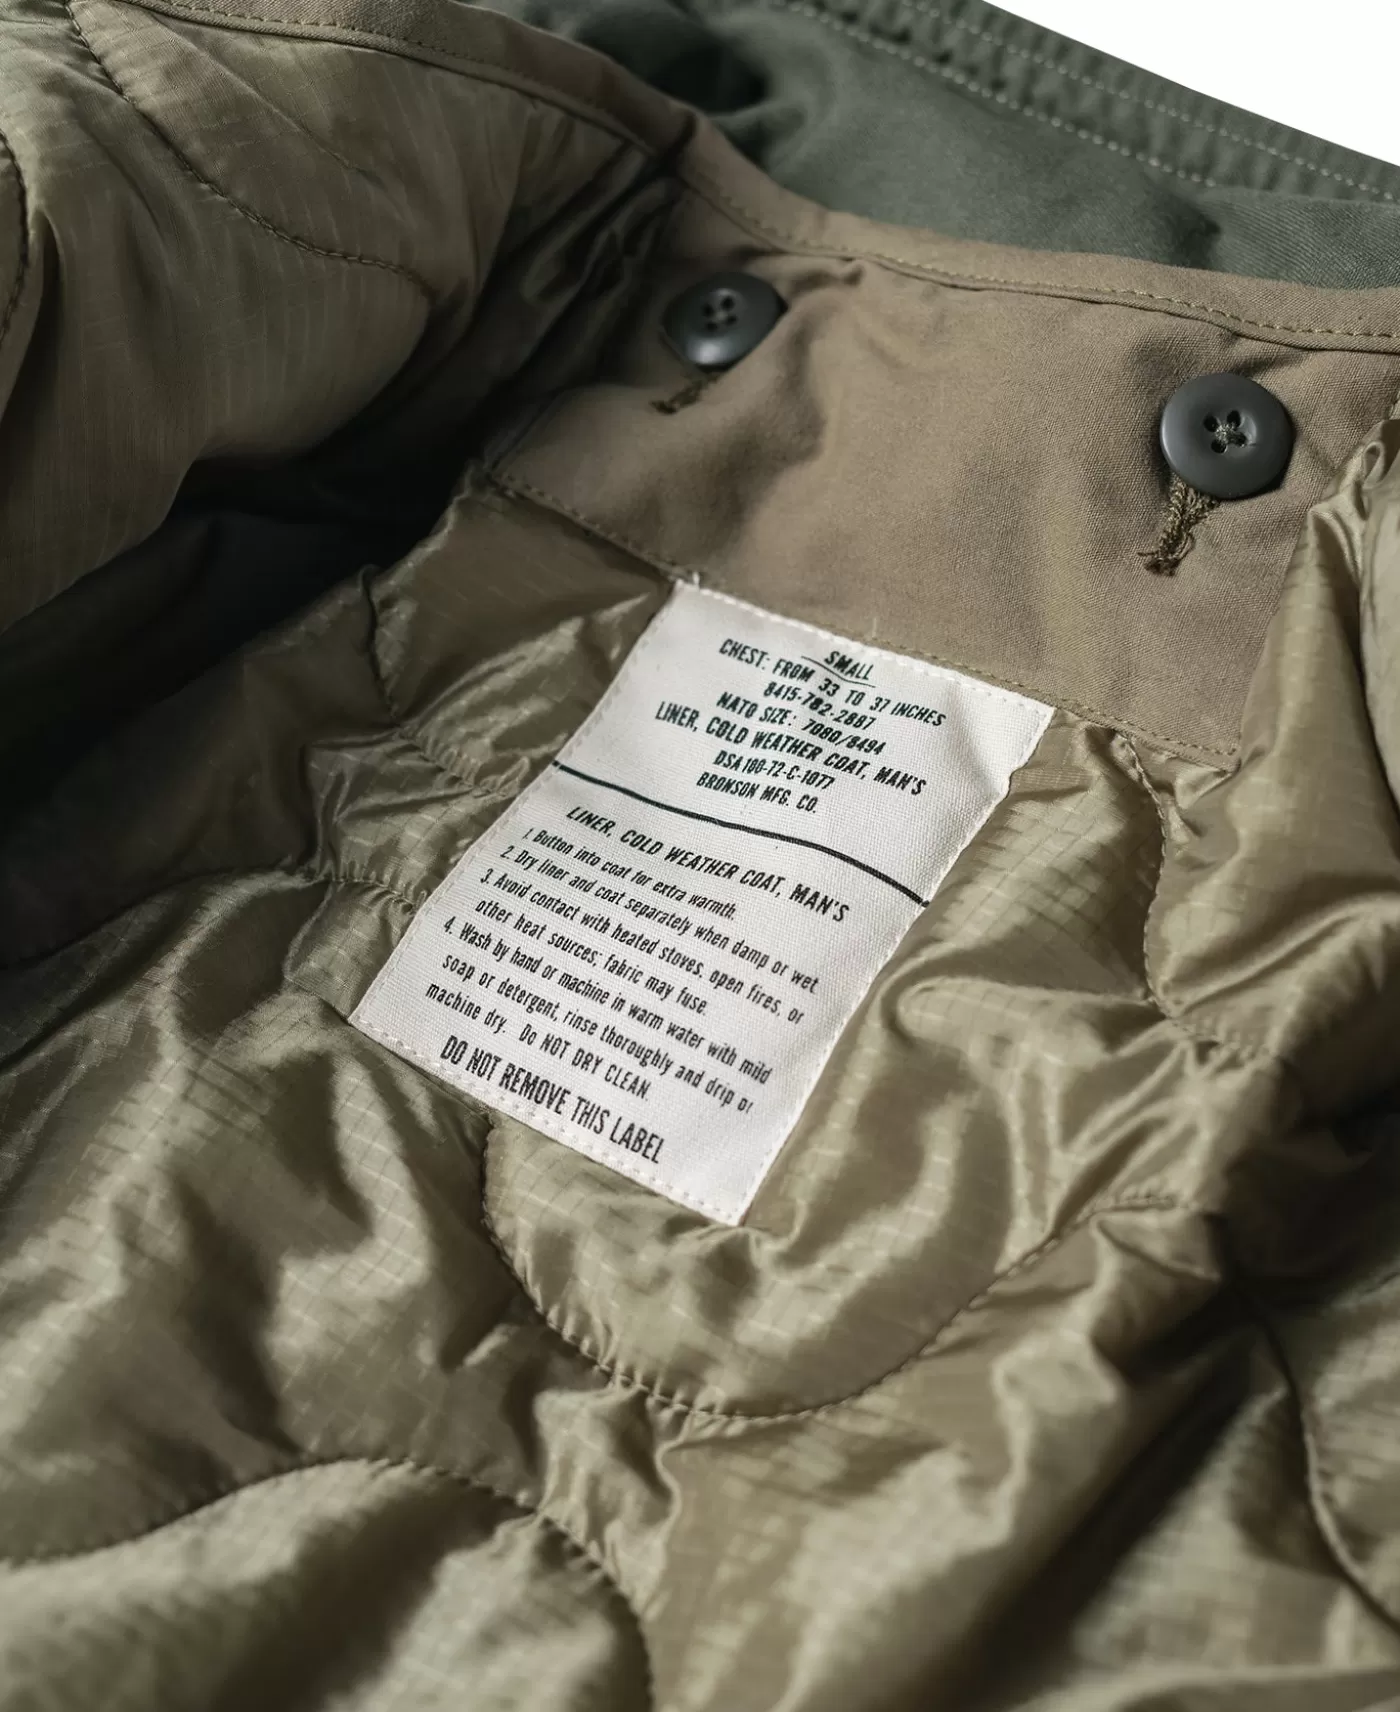 SMALL
CHEST: FROM 33 TO 37 INCHES
8415-782-2887
NATO SIZE: 7080/8494
LINER, COLD WEATHER COAT, MAN'S
DSA100-72-C-1077
BRONSON MFG. CO.
LINER, COLD WEATHER COAT, MAN'S
1. Button into coat for extra warmth.
2. Dry liner and coat separately when damp or wet
3. Avoid contact with heated stoves, open fires, or
other heat sources; fabric may fuse.
4. Wash by hand or machine in warm water with mild
soap or detergent, rinse thoroughly and drip or
machine dry. Do NOT DRY CLEAN.
DO NOT REMOVE THIS LABEL